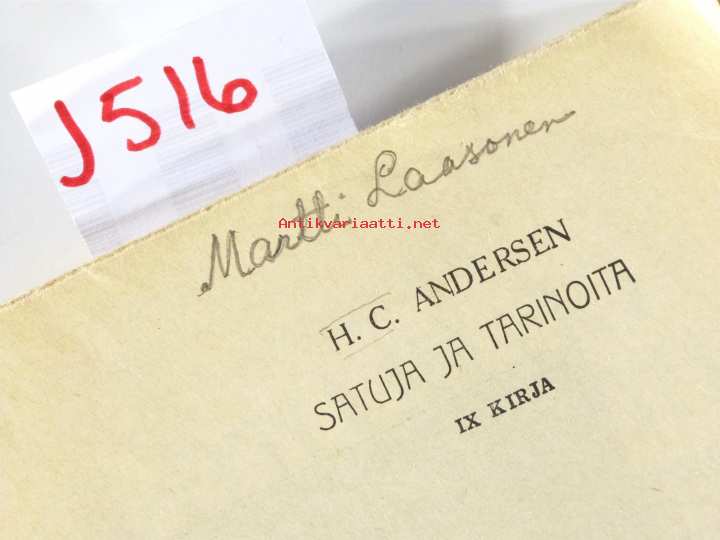 J516
Martti Laasonen
Antikvariaatti.net
H. C. ANDERSEN
SATUJA JA TARINOITA
IX KIRJA